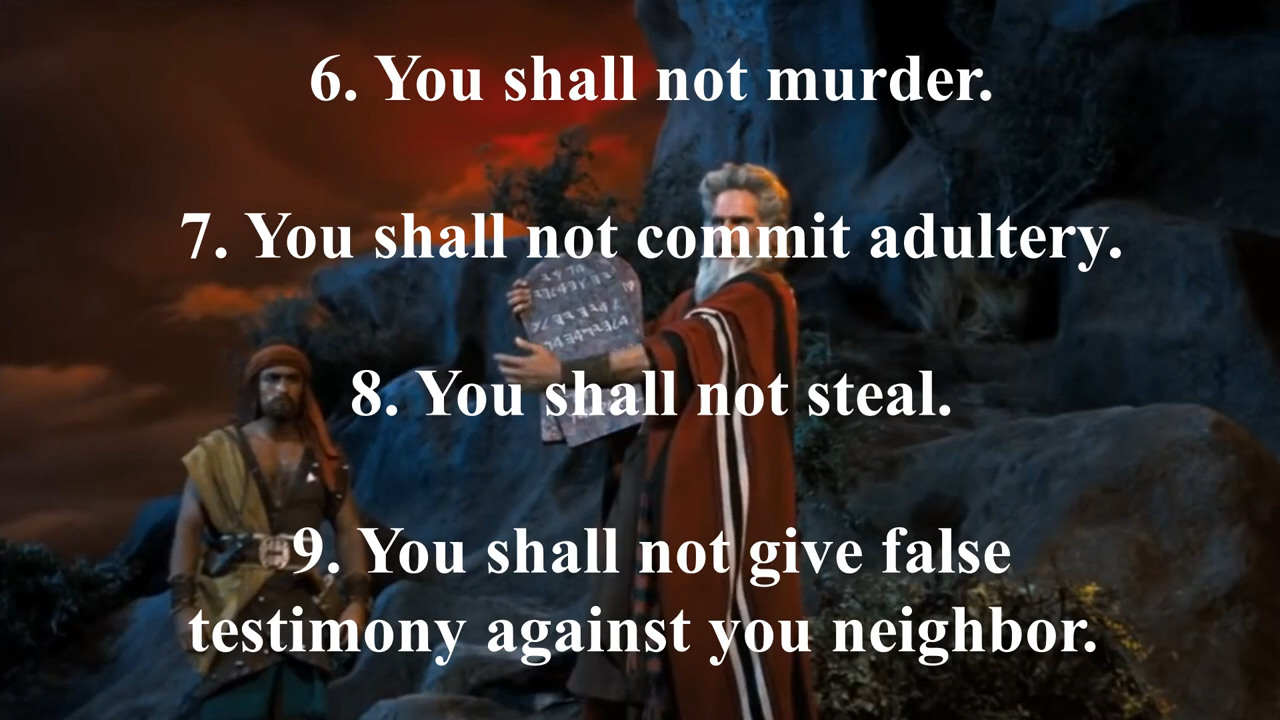 6. You shall not murder.
7. You shall not commit adultery.
8. You shall not steal.
9. You shall not give false
testimony against you neighbor.